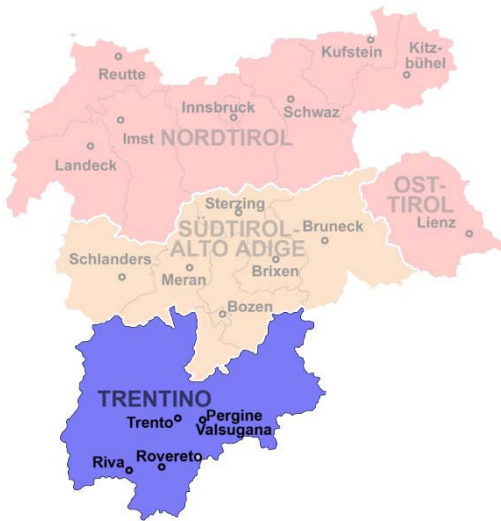 Kufstein
Kitz-
bühel
Reutte
Innsbruck
Schwaz
Imst
NORDTIROL
Landeck
OST-
TIROL
Lienz
Sterzing
SÜDTIROL-
ALTO ADIGE
Bruneck
Schlanders
Meran
Brixen
Bozen
TRENTINO
Trento
Pergine
Valsugana
Riva
Rovereto